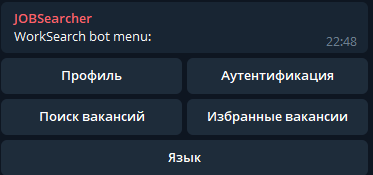 JOBSearcher
WorkSearch bot menu:
22:48
Профиль
Аутентификация
Поиск вакансий
Избранные вакансии
Язык